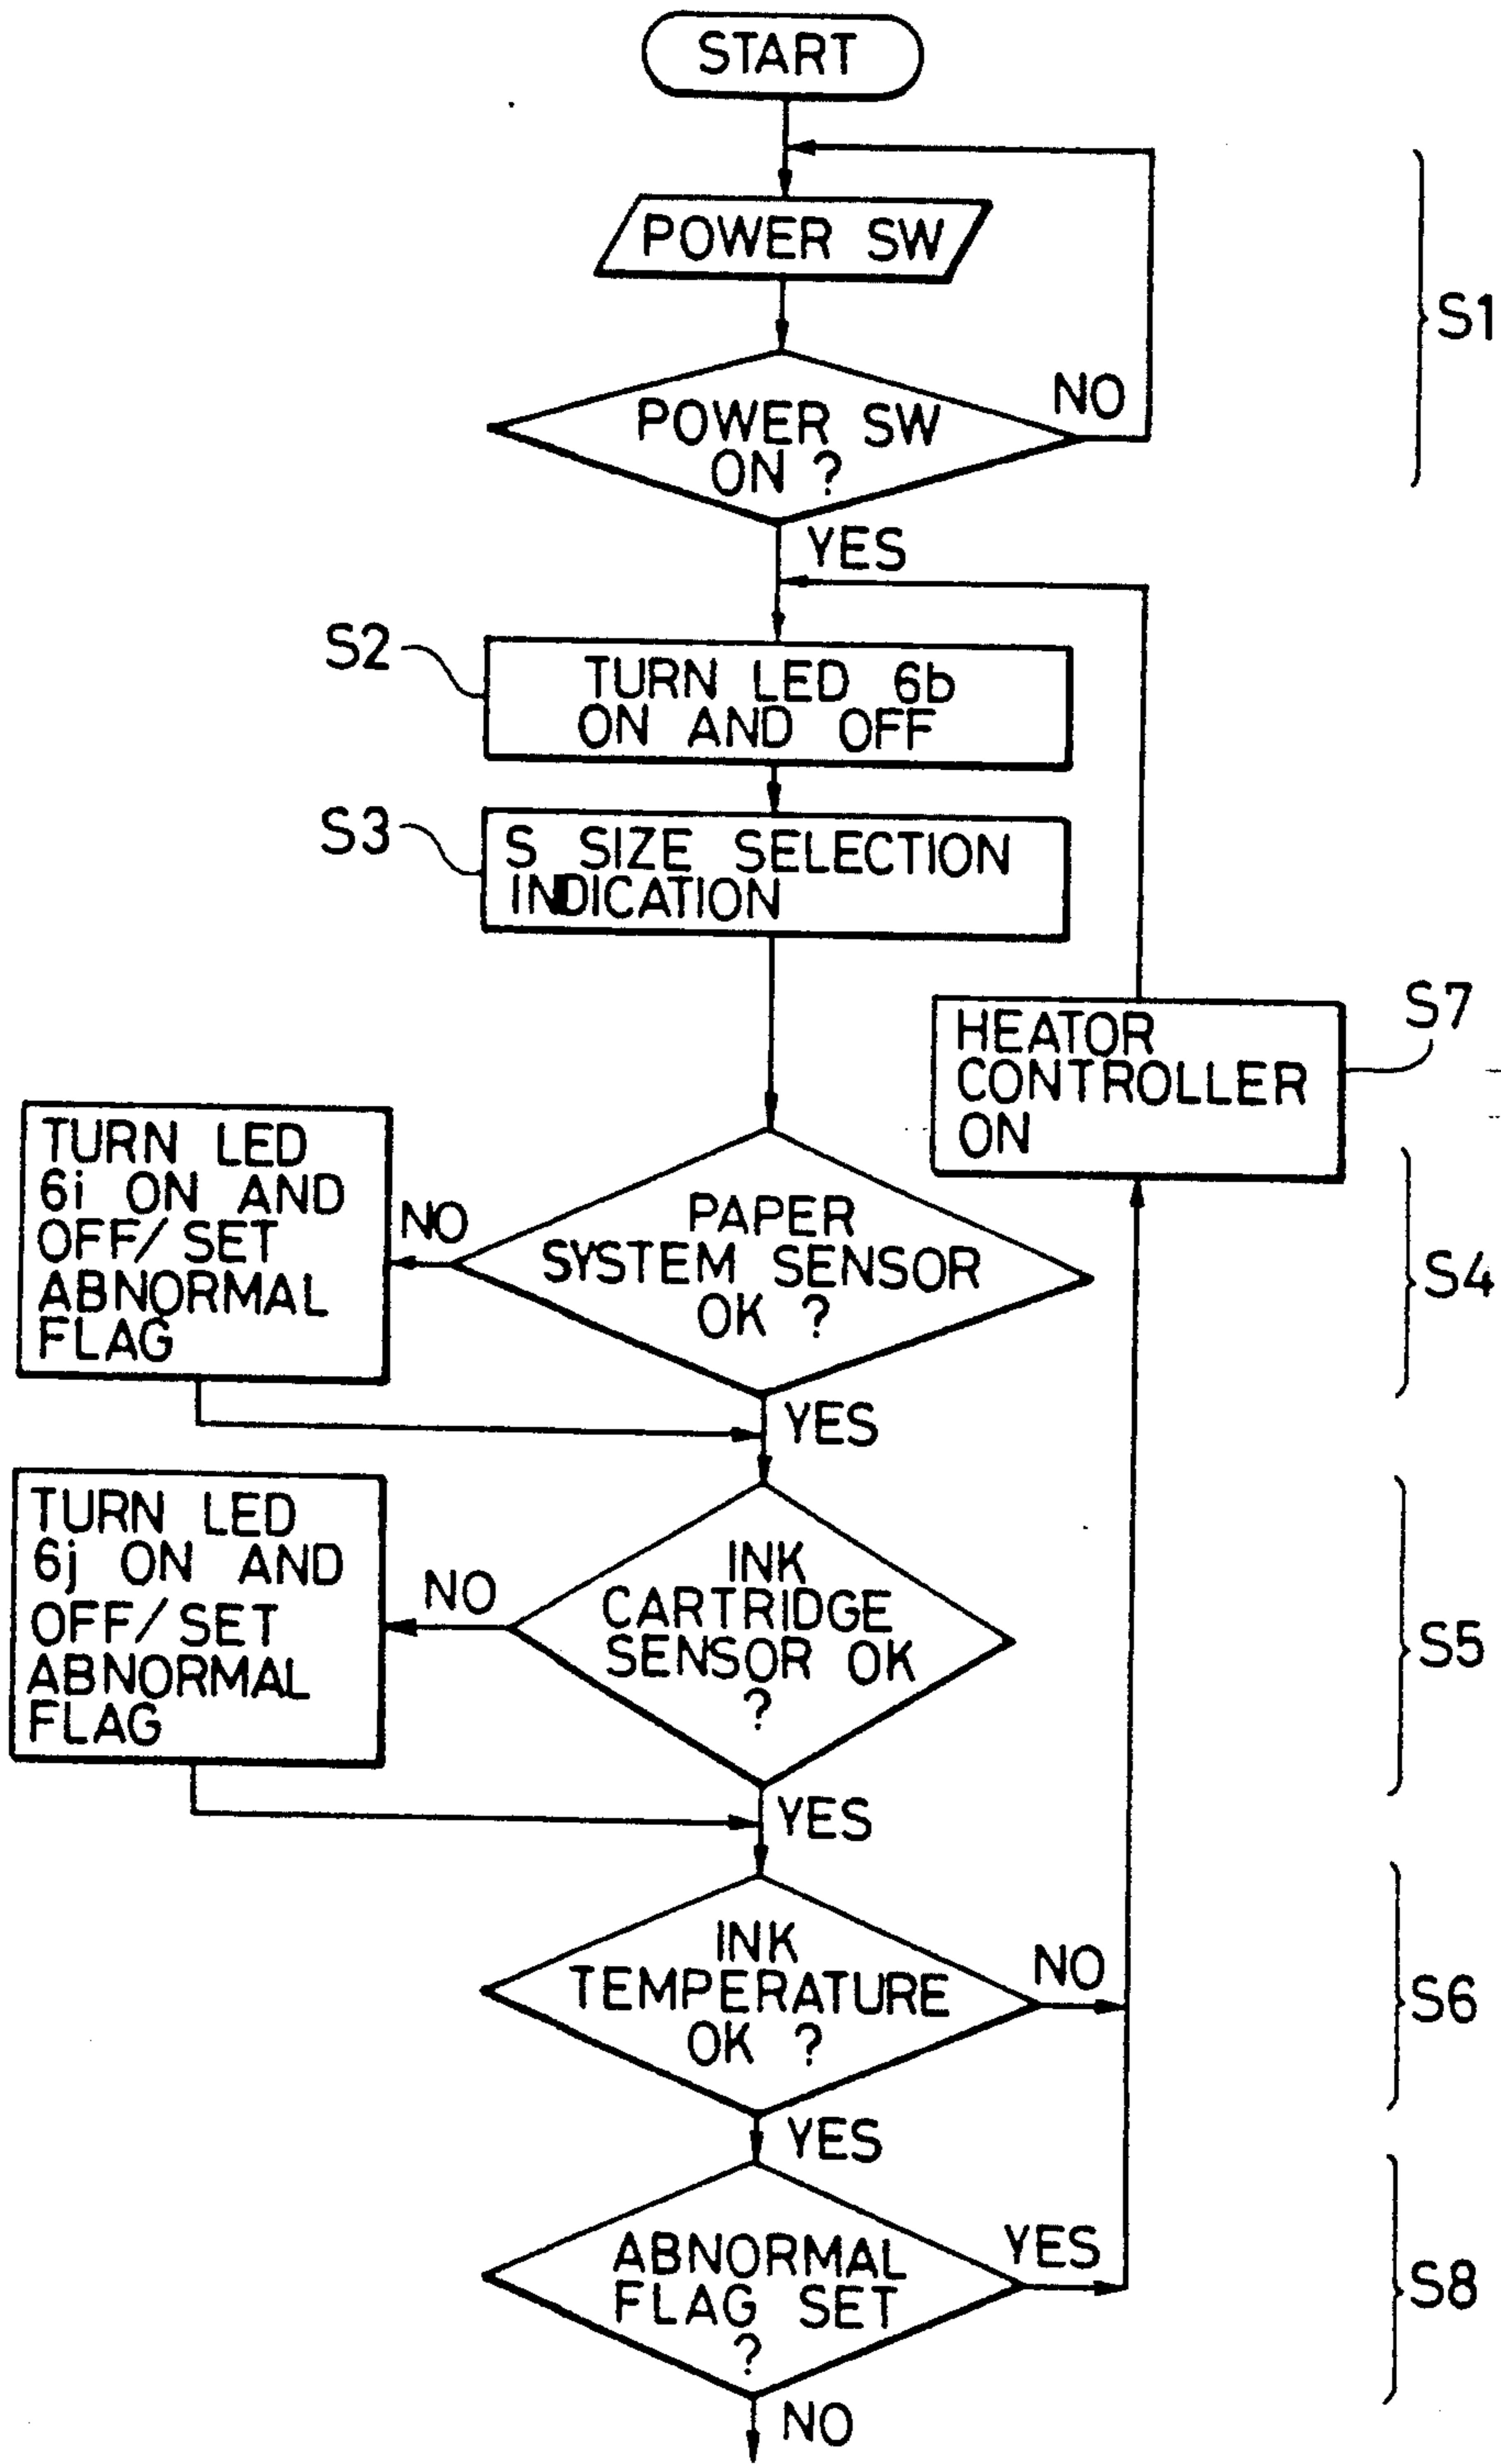 START
POWER SW
S1
POWER SW
ON ?
NO
YES
S2
TURN LED 6b
ON AND OFF
S3
S SIZE SELECTION
INDICATION
HEATOR
CONTROLLER
ON
S7
TURN LED
6i ON AND
OFF/SET
ABNORMAL
FLAG
NO
PAPER
SYSTEM SENSOR
OK ?
S4
YES
TURN LED
6j ON AND
OFF/SET
ABNORMAL
FLAG
NO
INK
CARTRIDGE
SENSOR OK
?
S5
YES
INK
TEMPERATURE
OK ?
NO
S6
YES
ABNORMAL
FLAG SET
?
YES
S8
NO